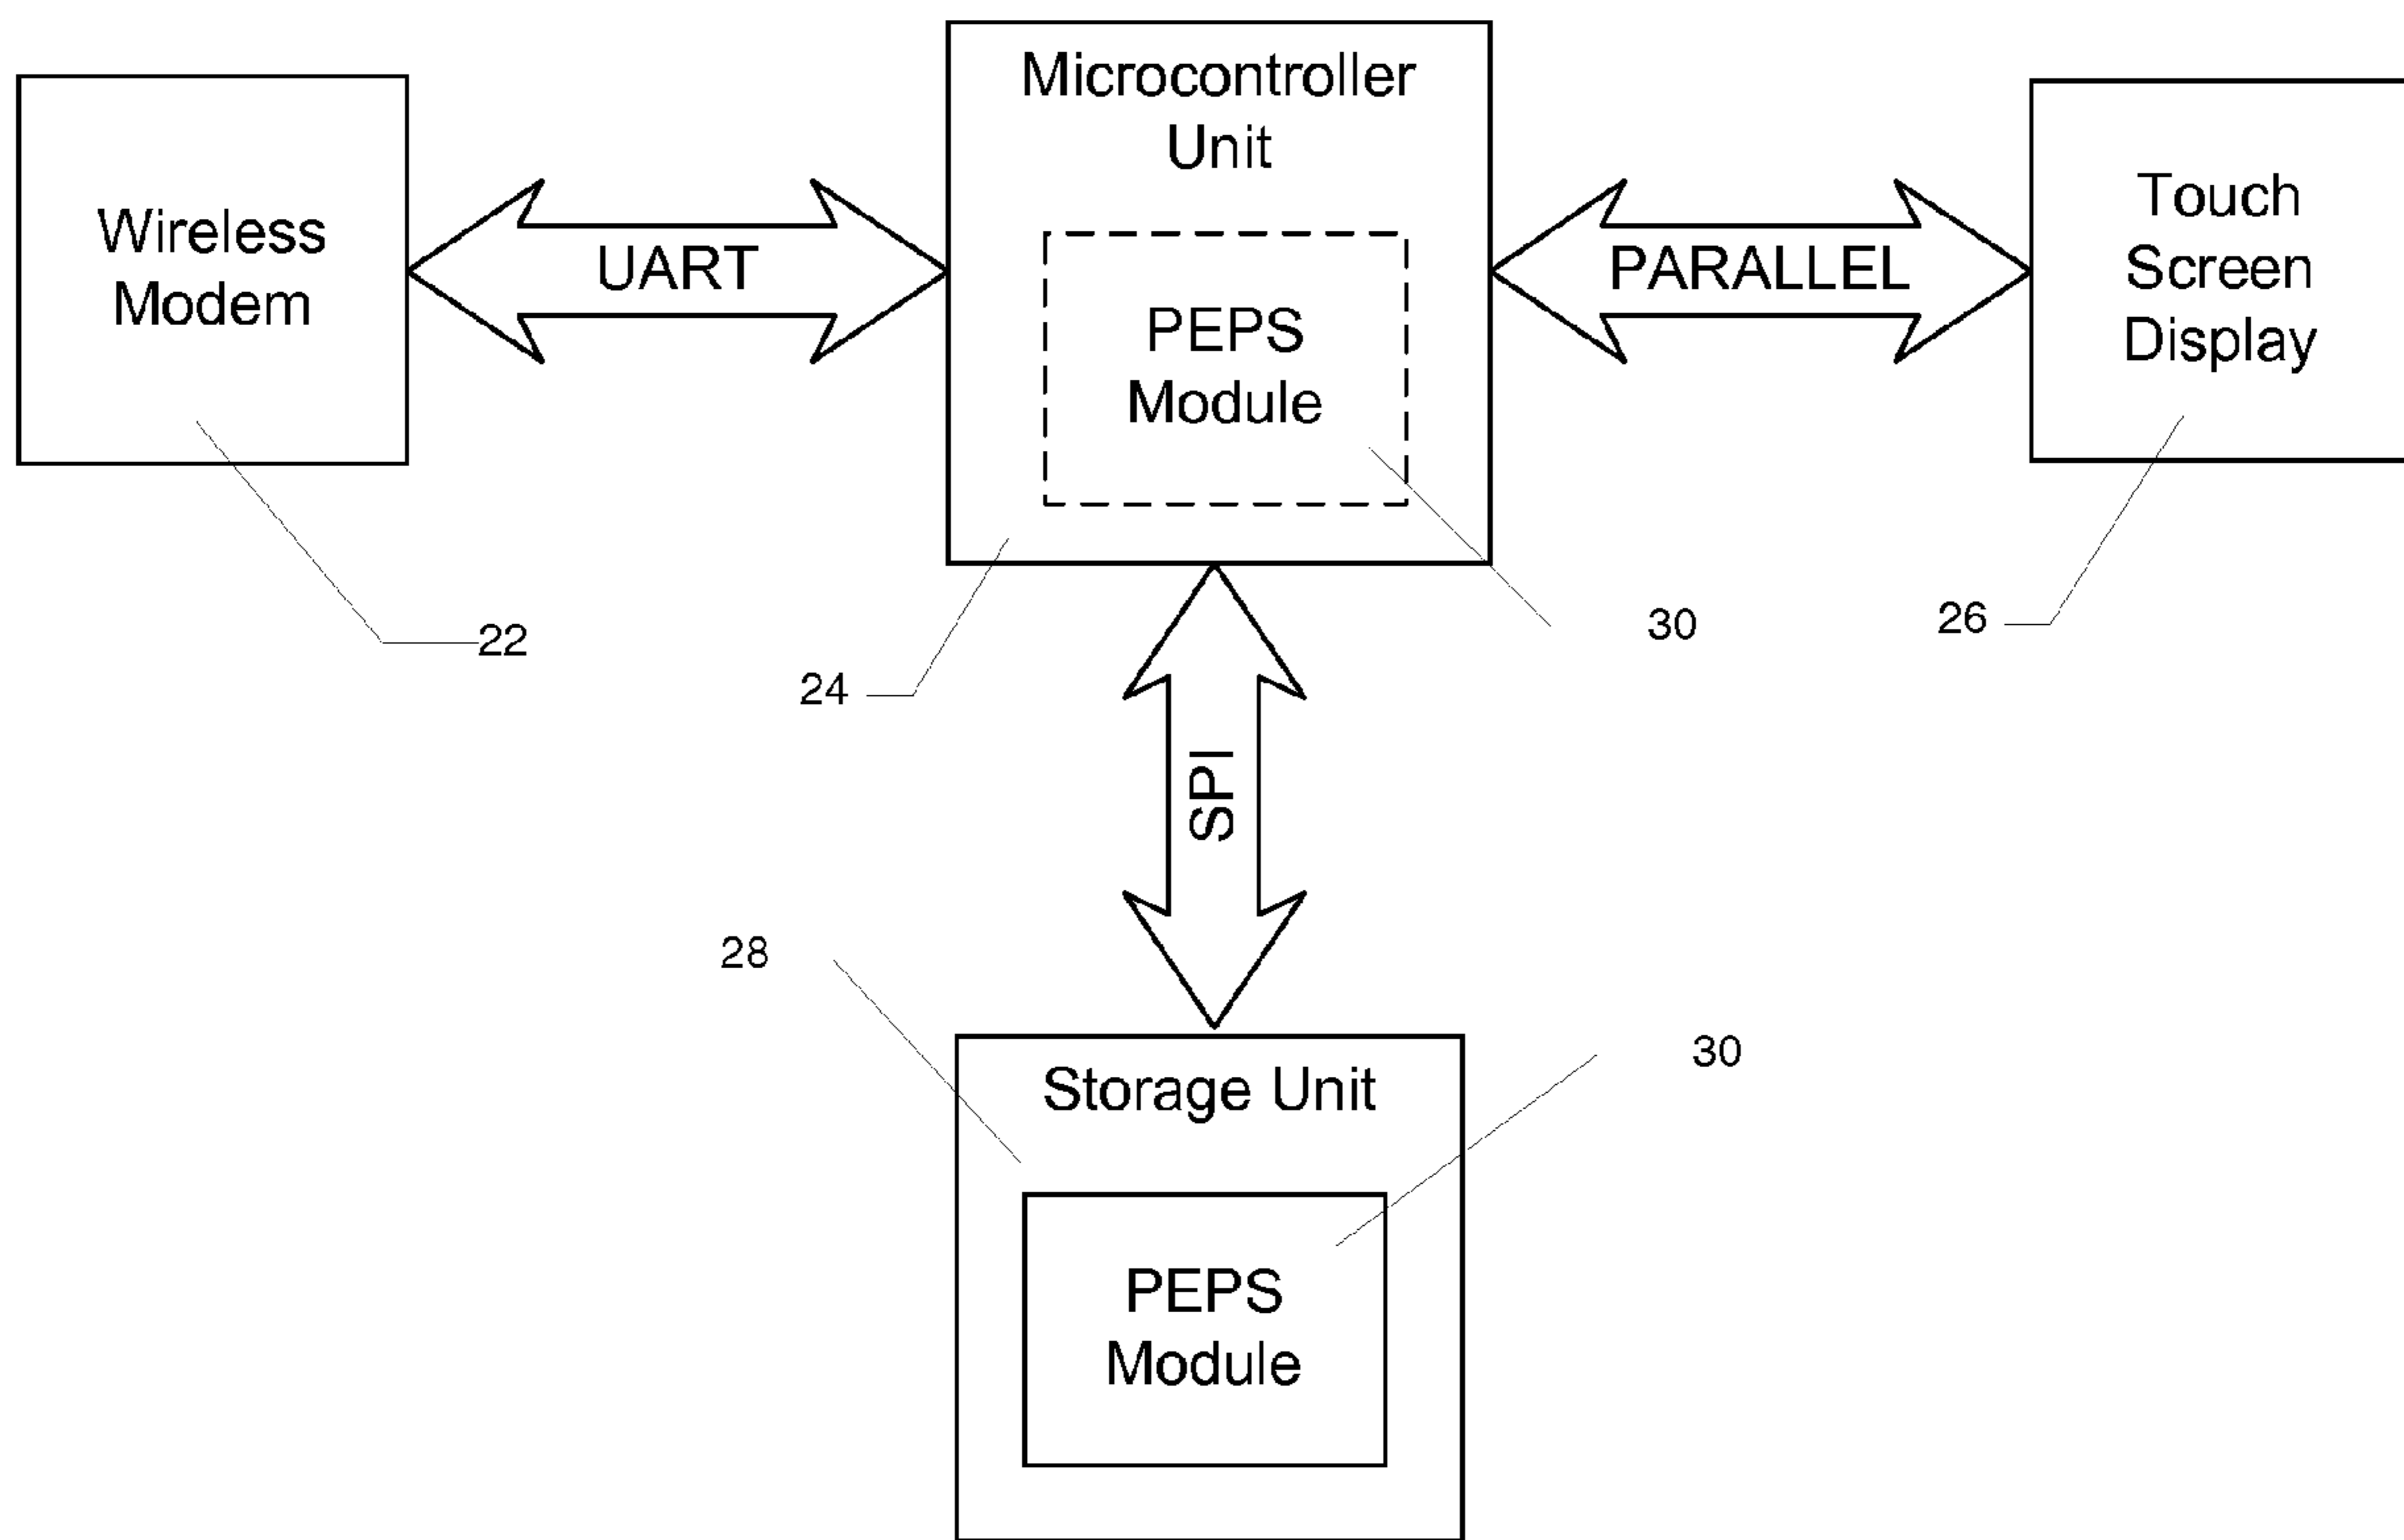 Microcontroller
Unit
Wireless
Modem
UART
PEPS
Module
PARALLEL
Touch
Screen
Display
22
24
30
26
SPI
28
30
Storage Unit
PEPS
Module